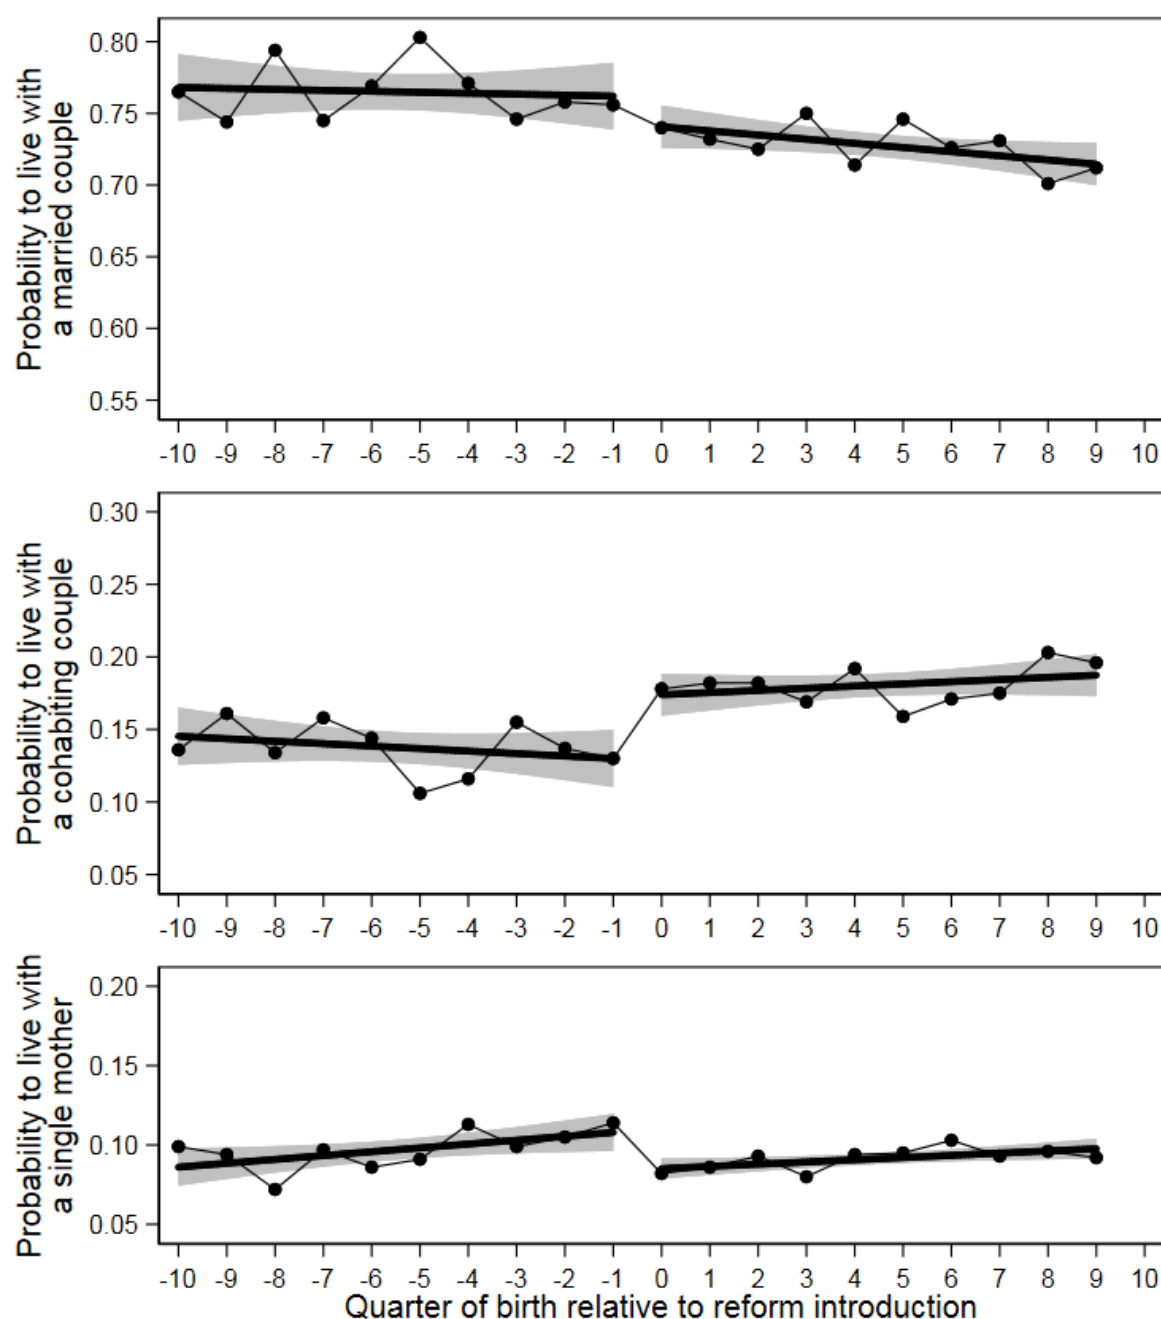 Probability to live with
a married couple
0.80
0.75
0.70
0.65
0.60
0.55
-10 -9 -8 -7 -6 -5 -4 -3 -2 -1 0 1 2 3 4 5 6 7 8 9 10
Probability to live with
a cohabiting couple
0.30
0.25
0.20
0.15
0.10
0.05
-10 -9 -8 -7 -6 -5 -4 -3 -2 -1 0 1 2 3 4 5 6 7 8 9 10
Probability to live with
a single mother
0.20
0.15
0.10
0.05
-10 -9 -8 -7 -6 -5 -4 -3 -2 -1 0 1 2 3 4 5 6 7 8 9 10
Quarter of birth relative to reform introduction